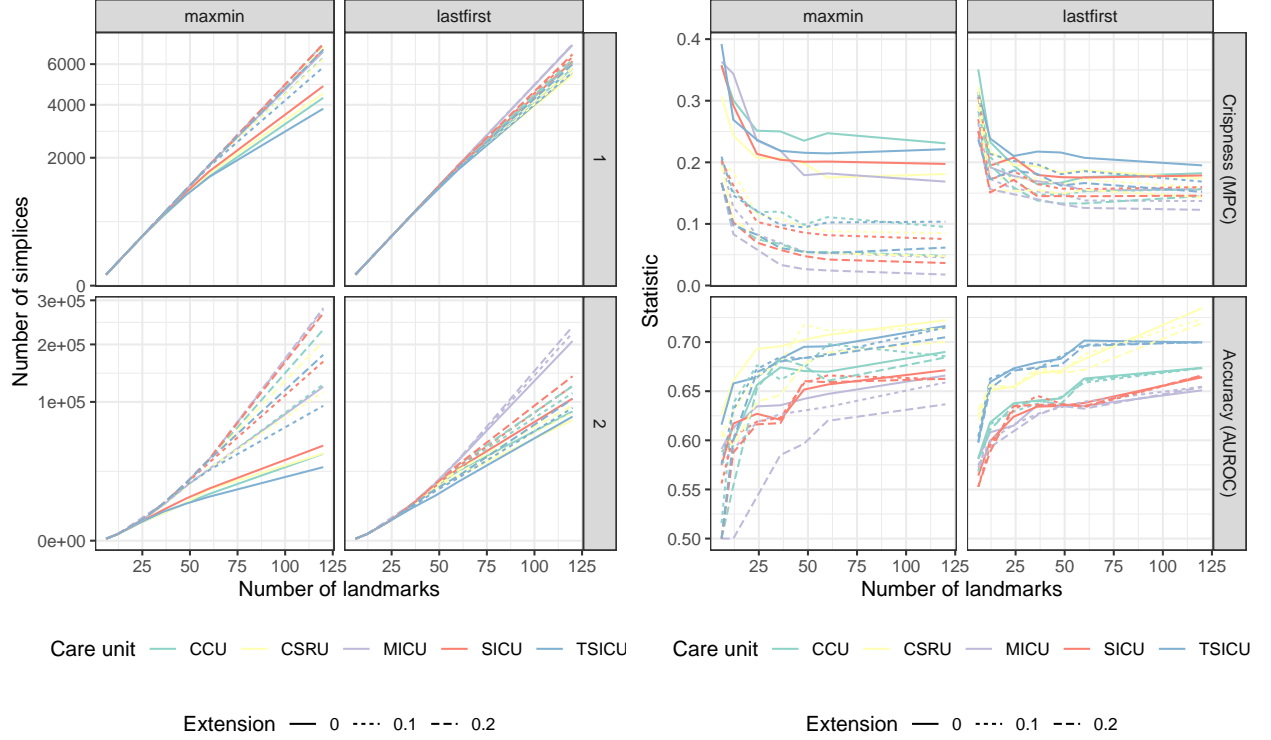 maxmin
lastfirst
6000
4000
2000
0
1
3e+05
2e+05
1e+05
0e+00
2
Number of simplices
25
50
75
100
125
25
50
75
100
125
Number of landmarks
Care unit
CCU
CSRU
MICU
SICU
TSICU
Extension
0
0.1
0.2
maxmin
lastfirst
0.4
0.3
0.2
0.1
0.0
Crispness (MPC)
0.70
0.65
0.60
0.55
0.50
Accuracy (AUROC)
Statistic
25
50
75
100
125
25
50
75
100
125
Number of landmarks
Care unit
CCU
CSRU
MICU
SICU
TSICU
Extension
0
0.1
0.2